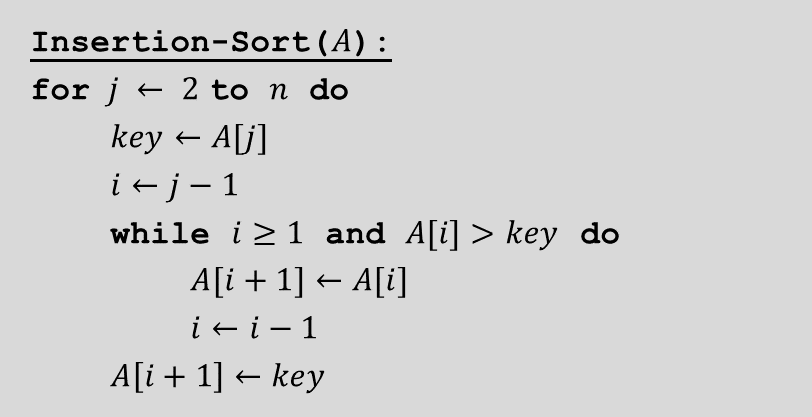 Insertion-Sort(A):
for j ← 2 to n do
key ← A[j]
i ← j − 1
while i ≥ 1 and A[i] > key do
A[i + 1] ← A[i]
i ← i − 1
A[i + 1] ← key